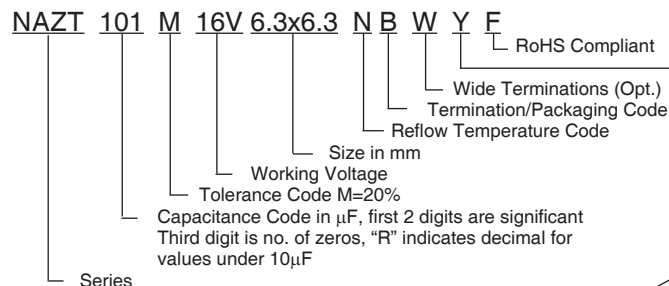 NAZT 101 M 16V 6.3x6.3 N B W Y F
RoHS Compliant
Wide Terminations (Opt.)
Termination/Packaging Code
Reflow Temperature Code
Size in mm
Working Voltage
Tolerance Code M=20%
Capacitance Code in μF, first 2 digits are significant
Third digit is no. of zeros, “R” indicates decimal for
values under 10μF
Series